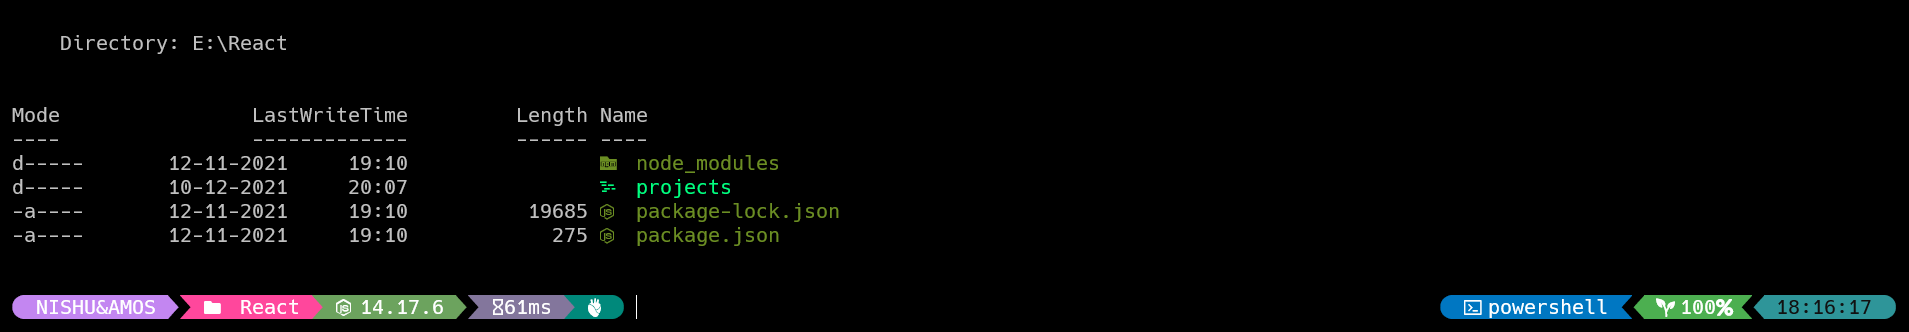 Directory: E:\React
Mode LastWriteTime Length Name
---- ------------- ------ ----
d----- 12-11-2021 19:10 node_modules
d----- 10-12-2021 20:07 projects
-a---- 12-11-2021 19:10 19685 package-lock.json
-a---- 12-11-2021 19:10 275 package.json
NISHU&AMOS React 14.17.6 61ms powershell 100% 18:16:17